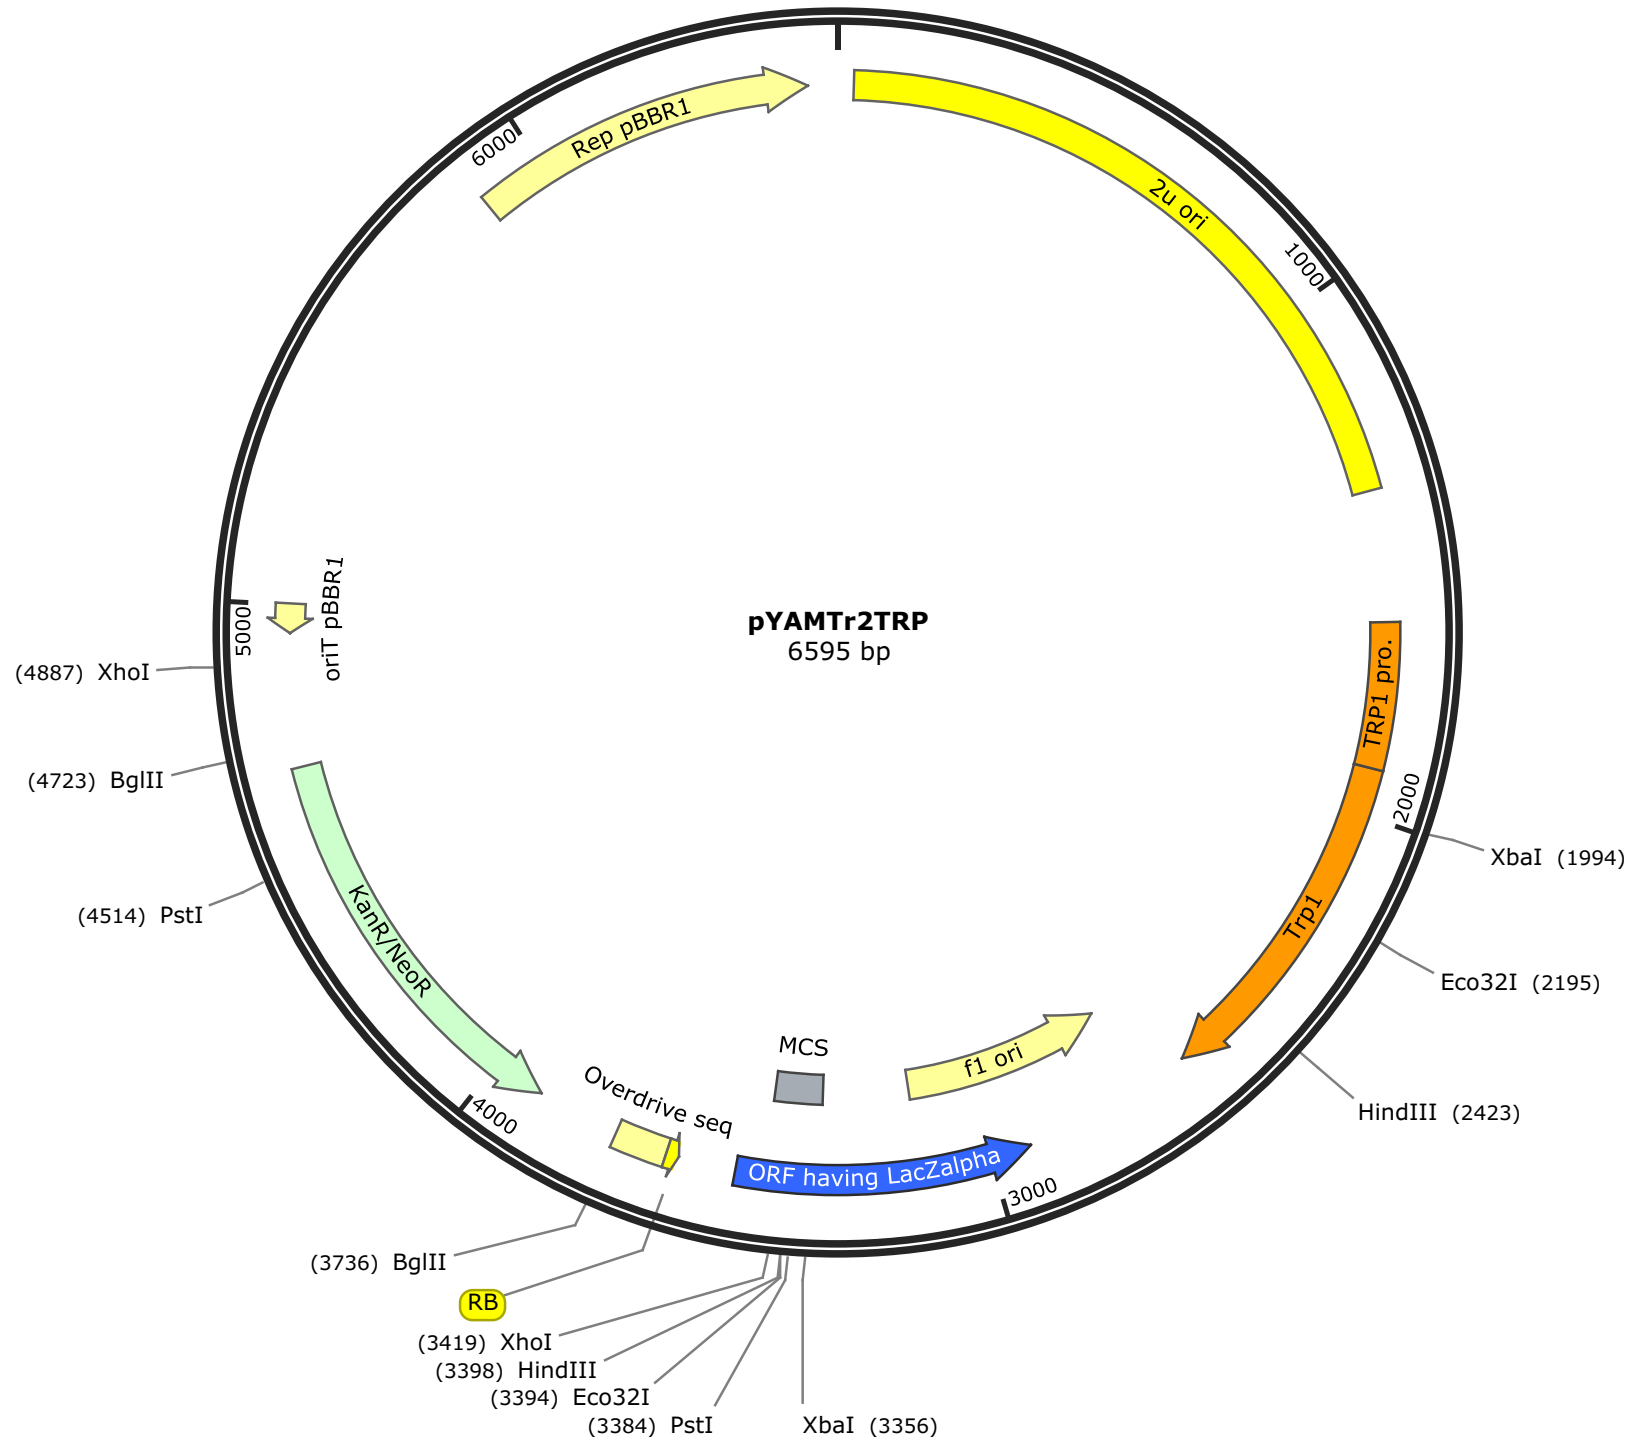 Rep pBBR1
6000
2u ori
1000
oriT pBBR1
5000
(4887) XhoI
pYAMTr2TRP
6595 bp
TRP1 pro.
(4723) BglII
2000
XbaI (1994)
(4514) PstI
KanR/NeoR
Trp1
Eco32I (2195)
MCS
f1 ori
Overdrive seq
4000
HindIII (2423)
ORF having LacZalpha
3000
(3736) BglII
RB
(3419) XhoI
(3398) HindIII
(3394) Eco32I
(3384) PstI
XbaI (3356)